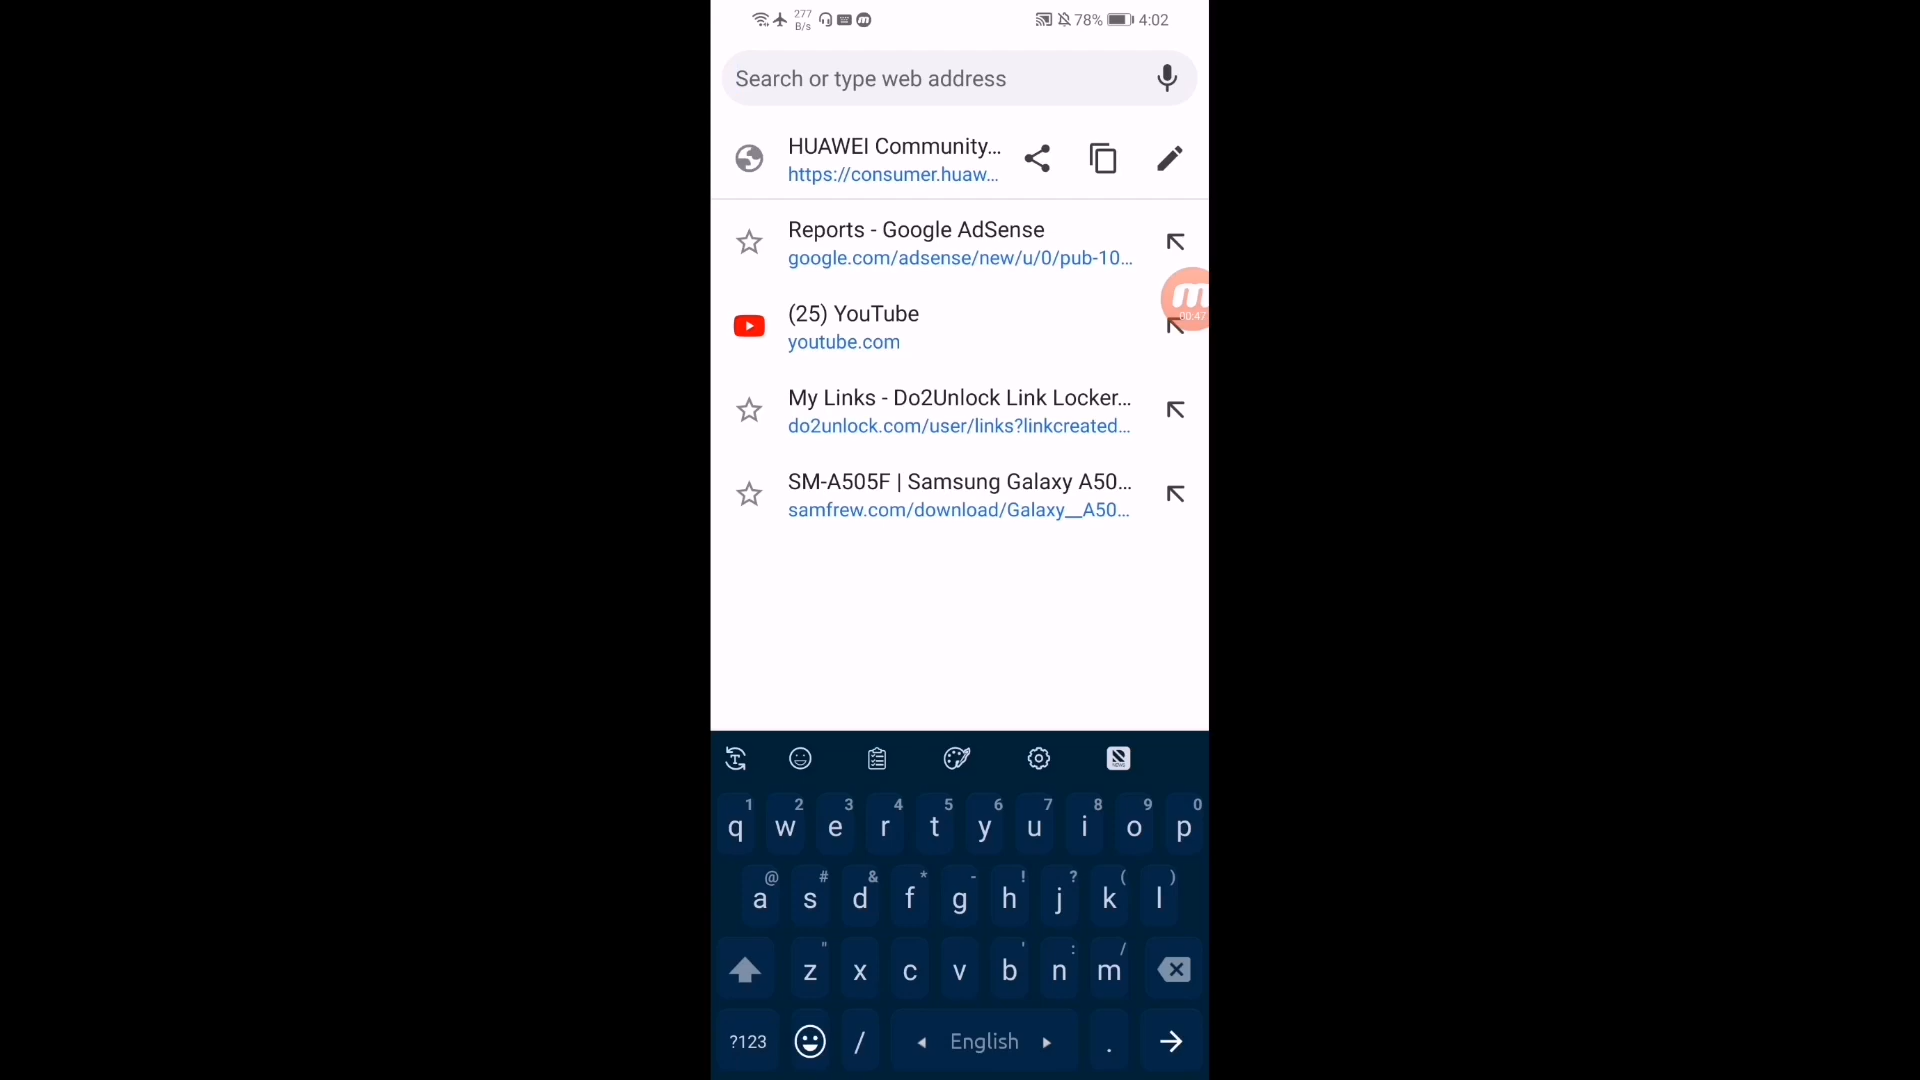 277
B/s
78% 4:02
Search or type web address
HUAWEI Community...
https://consumer.huaw...
Reports - Google AdSense
google.com/adsense/new/u/0/pub-10...
00:47
(25) YouTube
youtube.com
My Links - Do2Unlock Link Locker...
do2unlock.com/user/links?linkcreated...
SM-A505F | Samsung Galaxy A50...
samfrew.com/download/Galaxy__A50...
1 2 3 4 5 6 7 8 9 0
q w e r t y u i o p
@ # & * - ! ? ( )
a s d f g h j k l
" ' : /
z x c v b n m
?123 / English .